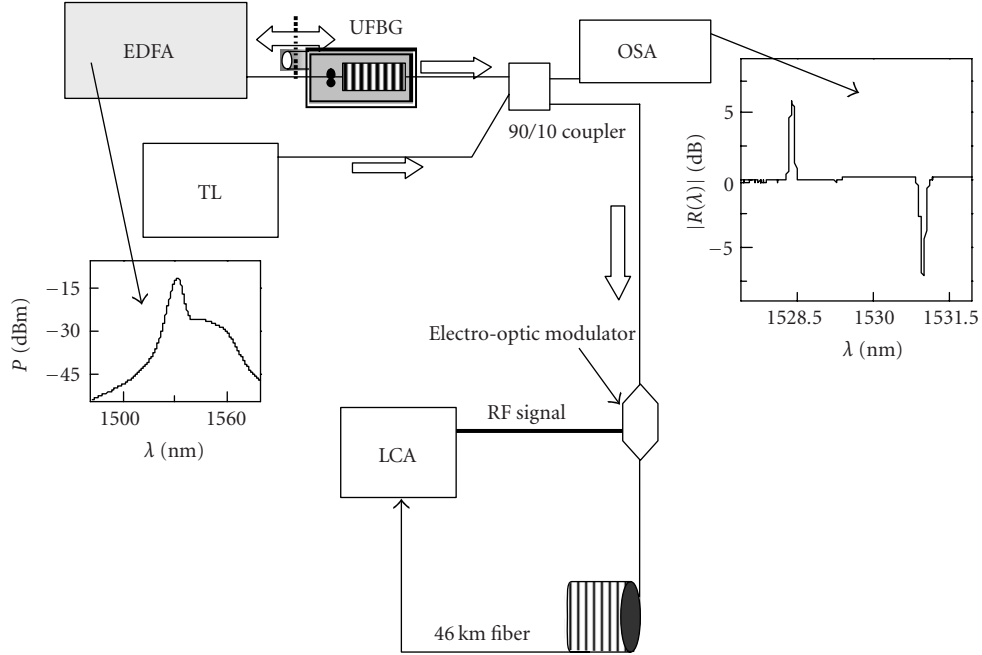 EDFA
UFBG
OSA
90/10 coupler
TL
|R(λ)| (dB)
5
0
−5
1528.5
1530
1531.5
λ (nm)
P (dBm)
−15
−30
−45
1500
1560
λ (nm)
Electro-optic modulator
RF signal
LCA
46 km fiber